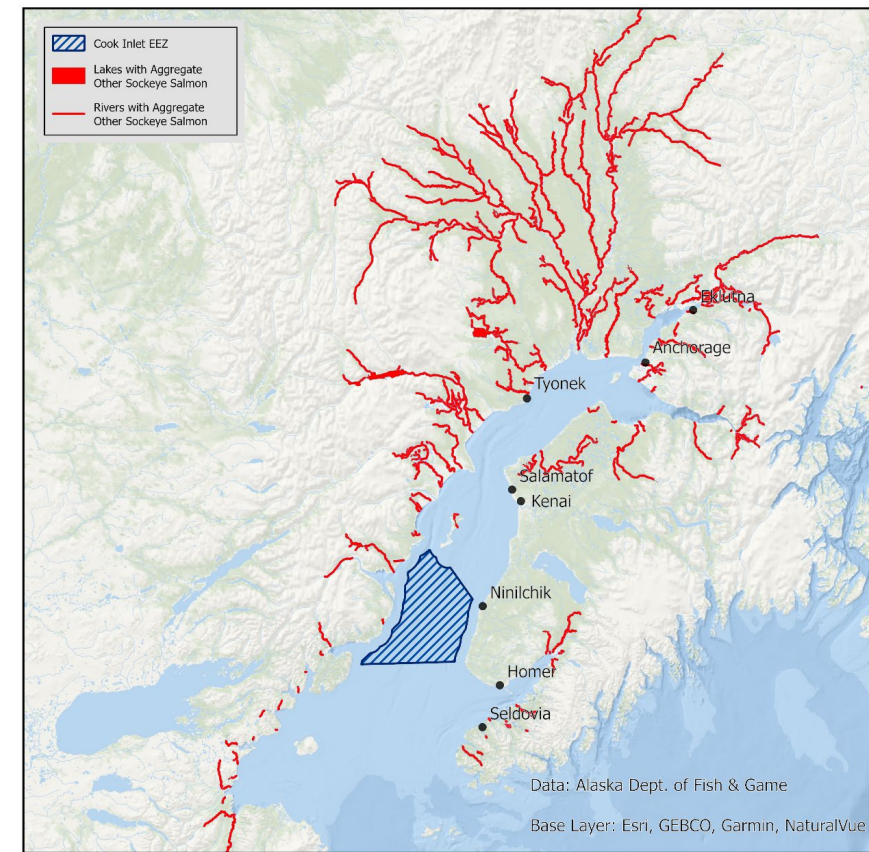 Cook Inlet EEZ
Lakes with Aggregate
Other Sockeye Salmon
Rivers with Aggregate
Other Sockeye Salmon
Eklutna
Anchorage
Tyonek
Salamatof
Kenai
Ninilchik
Homer
Seldovia
Data: Alaska Dept. of Fish & Game
Base Layer: Esri, GEBCO, Garmin, NaturalVue